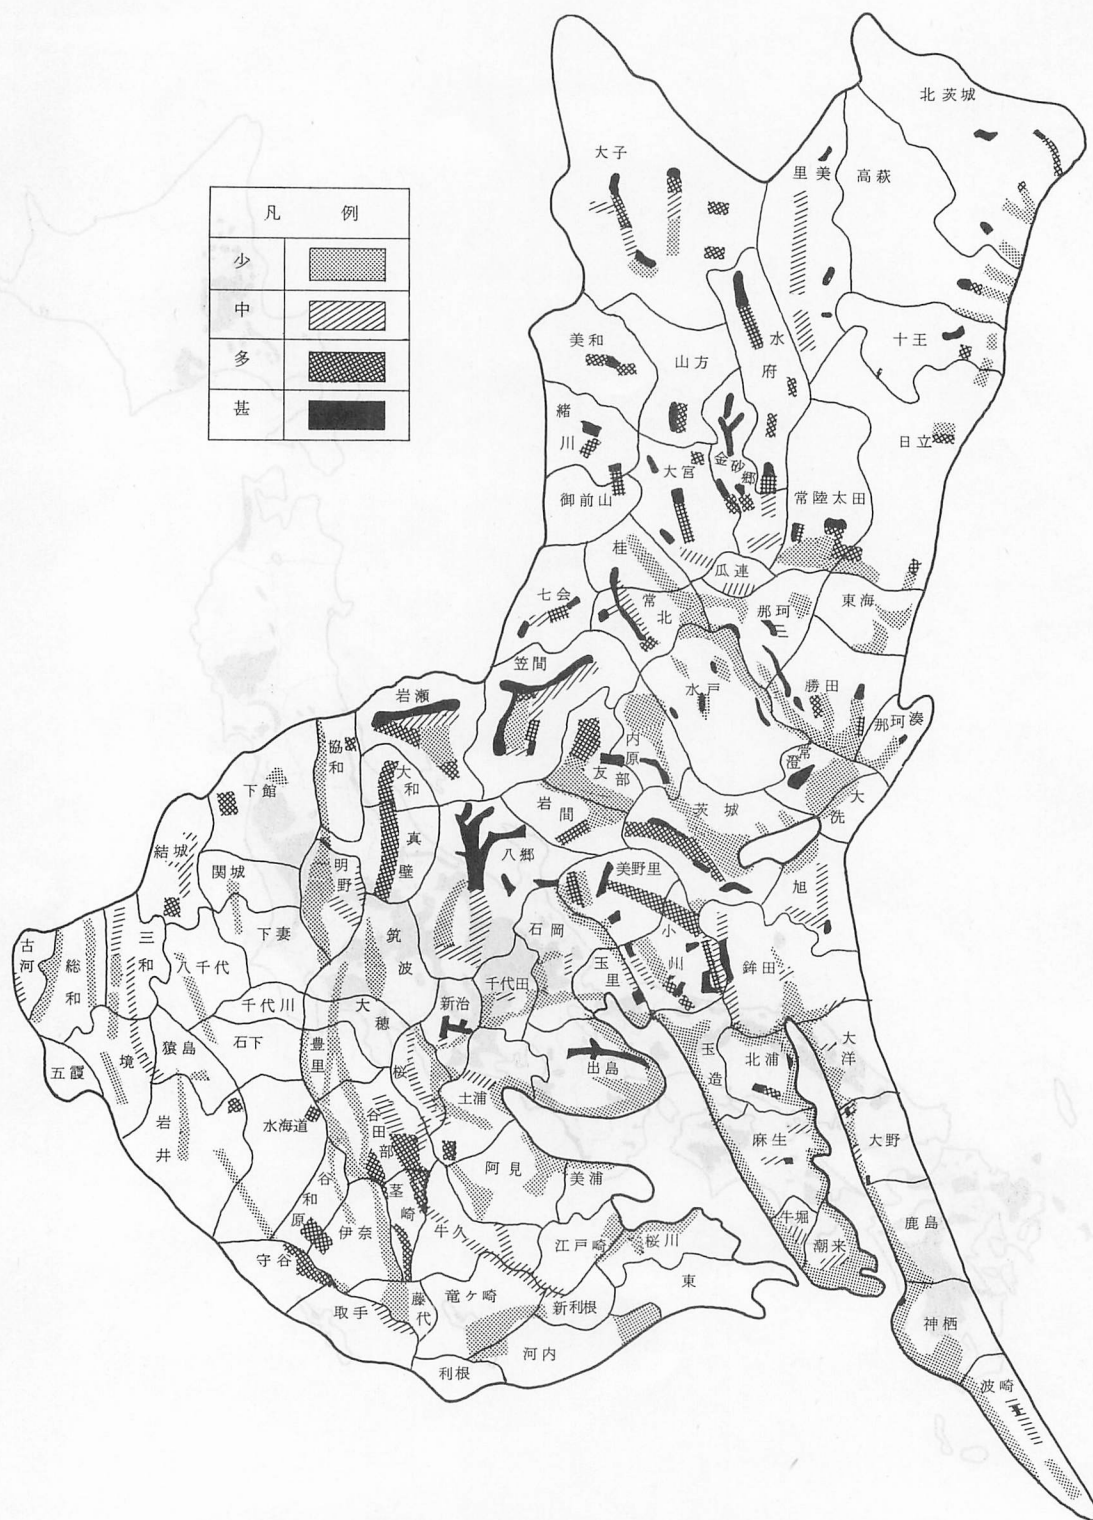 凡例
少
中
多
甚
北茨城
大子
里美
高萩
十王
美和
山方
水府
緒川
日立
金砂郷
大宮
御前山
常陸太田
桂
瓜連
七会
常北
那珂
東海
笠間
水戸
勝田
岩瀬
那珂湊
協和
内原
友部
常澄
大和
下館
岩間
茨城
大洗
結城
真壁
八郷
関城
明野
美野里
旭
下妻
筑波
石岡
小川
古河
総和
三和
八千代
玉里
鉾田
千代田
千代川
大穂
新治
石下
豊里
玉造
北浦
大洋
五霞
境
猿島
桜
出島
土浦
岩井
水海道
谷田部
麻生
大野
阿見
美浦
谷和原
茎崎
伊奈
牛久
牛堀
鹿島
江戸崎
桜川
潮来
守谷
東
取手
藤代
竜ケ崎
新利根
神栖
河内
利根
波崎